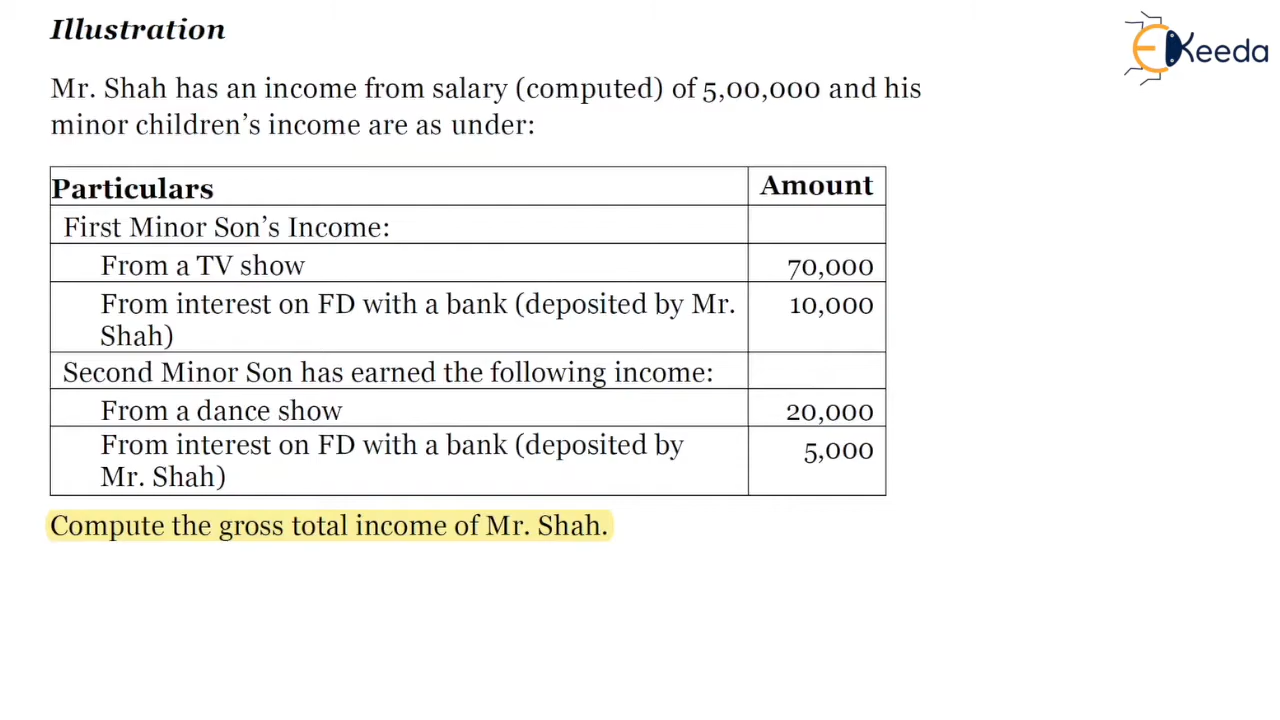 Illustration
EKeeda
Mr. Shah has an income from salary (computed) of 5,00,000 and his
minor children’s income are as under:
Particulars Amount
First Minor Son’s Income:
From a TV show 70,000
From interest on FD with a bank (deposited by Mr. 10,000
Shah)
Second Minor Son has earned the following income:
From a dance show 20,000
From interest on FD with a bank (deposited by 5,000
Mr. Shah)
Compute the gross total income of Mr. Shah.